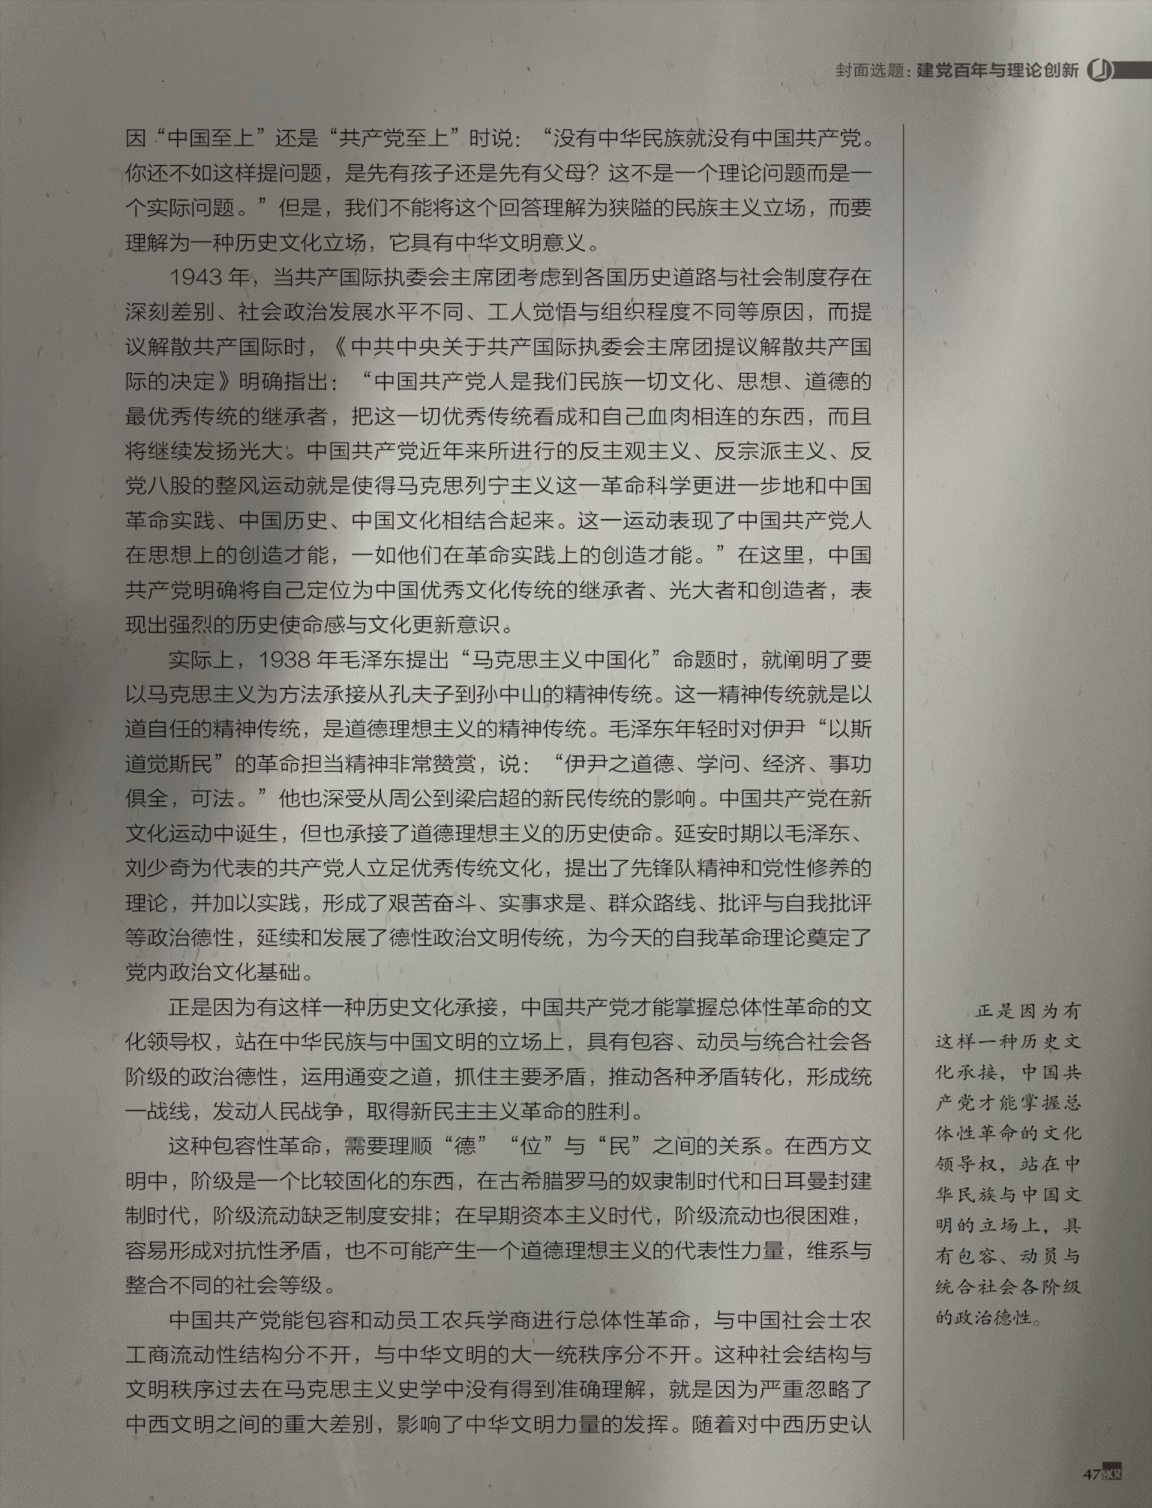 封面选题：建党百年与理论创新
因“中国至上”还是“共产党至上”时说：“没有中华民族就没有中国共产党。
你还不如这样提问题，是先有孩子还是先有父母？这不是一个理论问题而是一
个实际问题。”但是，我们不能将这个回答理解为狭隘的民族主义立场，而要
理解为一种历史文化立场，它具有中华文明意义。
1943 年，当共产国际执委会主席团考虑到各国历史道路与社会制度存在
深刻差别、社会政治发展水平不同、工人觉悟与组织程度不同等原因，而提
议解散共产国际时，《中共中央关于共产国际执委会主席团提议解散共产国
际的决定》明确指出：“中国共产党人是我们民族一切文化、思想、道德的
最优秀传统的继承者，把这一切优秀传统看成和自己血肉相连的东西，而且
将继续发扬光大。中国共产党近年来所进行的反主观主义、反宗派主义、反
党八股的整风运动就是使得马克思列宁主义这一革命科学更进一步地和中国
革命实践、中国历史、中国文化相结合起来。这一运动表现了中国共产党人
在思想上的创造才能，一如他们在革命实践上的创造才能。”在这里，中国
共产党明确将自己定位为中国优秀文化传统的继承者、光大者和创造者，表
现出强烈的历史使命感与文化更新意识。
实际上，1938 年毛泽东提出“马克思主义中国化”命题时，就阐明了要
以马克思主义为方法承接从孔夫子到孙中山的精神传统。这一精神传统就是以
道自任的精神传统，是道德理想主义的精神传统。毛泽东年轻时对伊尹“以斯
道觉斯民”的革命担当精神非常赞赏，说：“伊尹之道德、学问、经济、事功
俱全，可法。”他也深受从周公到梁启超的新民传统的影响。中国共产党在新
文化运动中诞生，但也承接了道德理想主义的历史使命。延安时期以毛泽东、
刘少奇为代表的共产党人立足优秀传统文化，提出了先锋队精神和党性修养的
理论，并加以实践，形成了艰苦奋斗、实事求是、群众路线、批评与自我批评
等政治德性，延续和发展了德性政治文明传统，为今天的自我革命理论奠定了
党内政治文化基础。
正是因为有这样一种历史文化承接，中国共产党才能掌握总体性革命的文
化领导权，站在中华民族与中国文明的立场上，具有包容、动员与统合社会各
阶级的政治德性，运用通变之道，抓住主要矛盾，推动各种矛盾转化，形成统
一战线，发动人民战争，取得新民主主义革命的胜利。
这种包容性革命，需要理顺“德”“位”与“民”之间的关系。在西方文
明中，阶级是一个比较固化的东西，在古希腊罗马的奴隶制时代和日耳曼封建
制时代，阶级流动缺乏制度安排；在早期资本主义时代，阶级流动也很困难，
容易形成对抗性矛盾，也不可能产生一个道德理想主义的代表性力量，维系与
整合不同的社会等级。
中国共产党能包容和动员工农兵学商进行总体性革命，与中国社会士农
工商流动性结构分不开，与中华文明的大一统秩序分不开。这种社会结构与
文明秩序过去在马克思主义史学中没有得到准确理解，就是因为严重忽略了
中西文明之间的重大差别，影响了中华文明力量的发挥。随着对中西历史认
正是因为有
这样一种历史文
化承接，中国共
产党才能掌握总
体性革命的文化
领导权，站在中
华民族与中国文
明的立场上，具
有包容、动员与
统合社会各阶级
的政治德性。
47